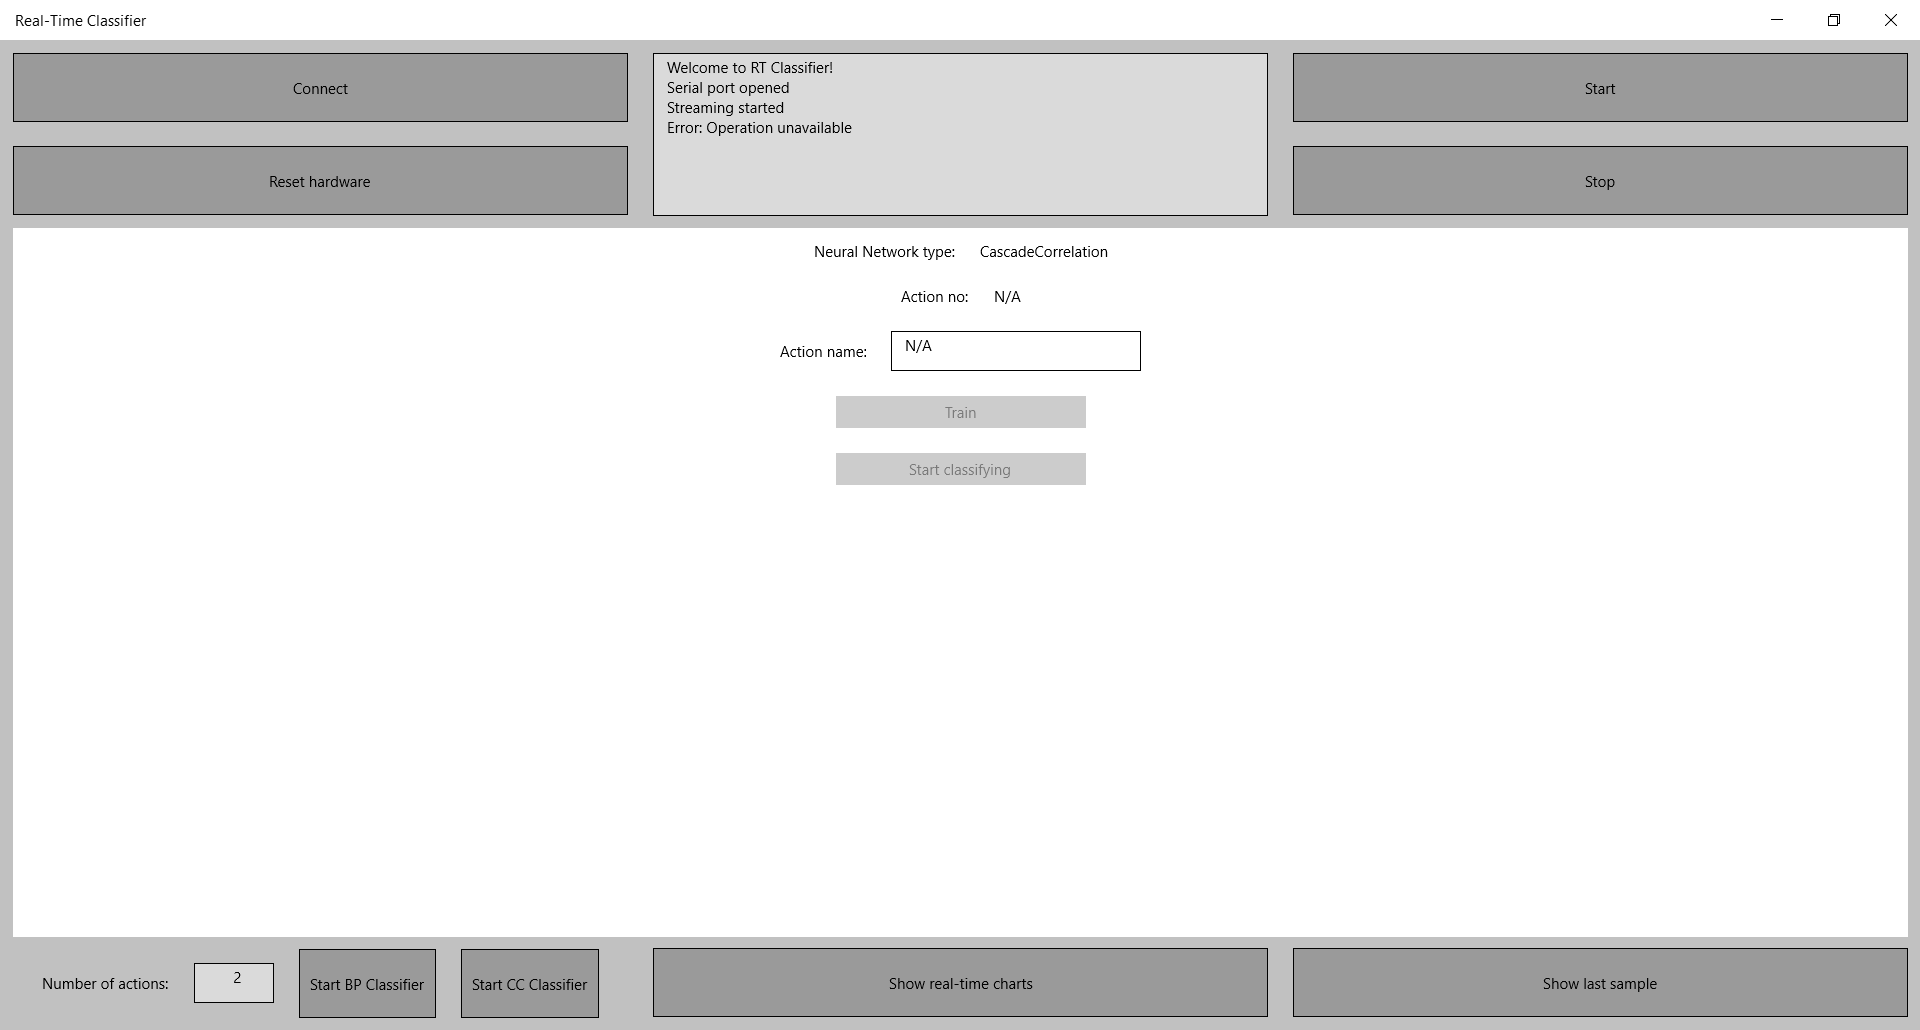 Real-Time Classifier
Connect
Reset hardware
Welcome to RT Classifier!
Serial port opened
Streaming started
Error: Operation unavailable
Start
Stop
Neural Network type: CascadeCorrelation
Action no: N/A
Action name: N/A
Train
Start classifying
Number of actions: 2
Start BP Classifier
Start CC Classifier
Show real-time charts
Show last sample